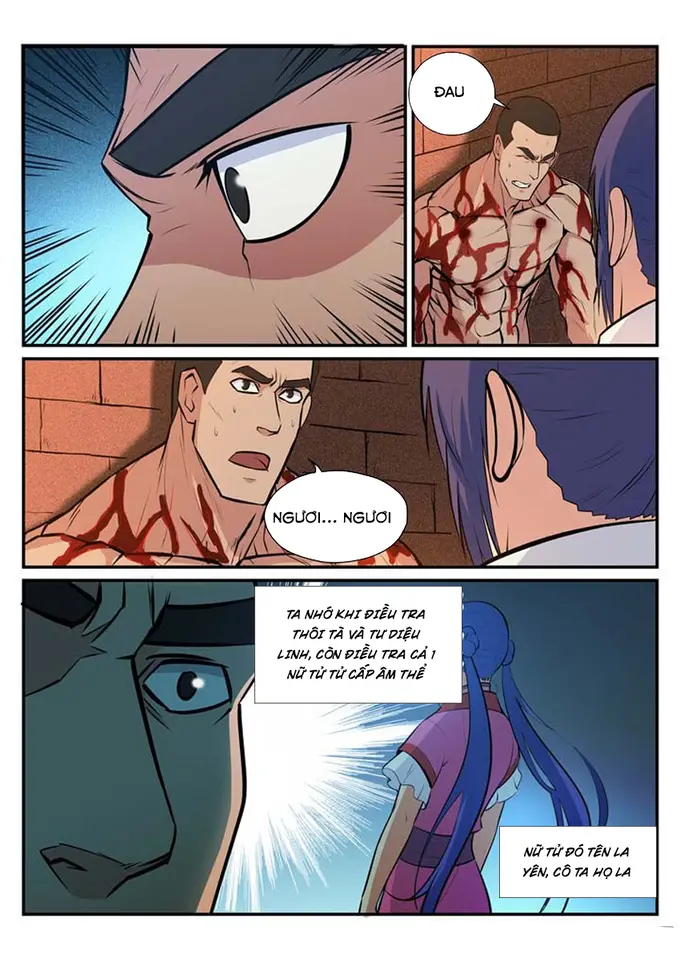 ĐAU
NGƯƠI... NGƯƠI
TA NHỚ KHI ĐIỀU TRA
THÔI TÀ VÀ TƯ DIỆU
LINH, CÒN ĐIỀU TRA CẢ 1
NỮ TỬ TỬ CẤP ÂM THỂ
NỮ TỬ ĐÓ TÊN LA
YÊN, CÔ TA HỌ LA